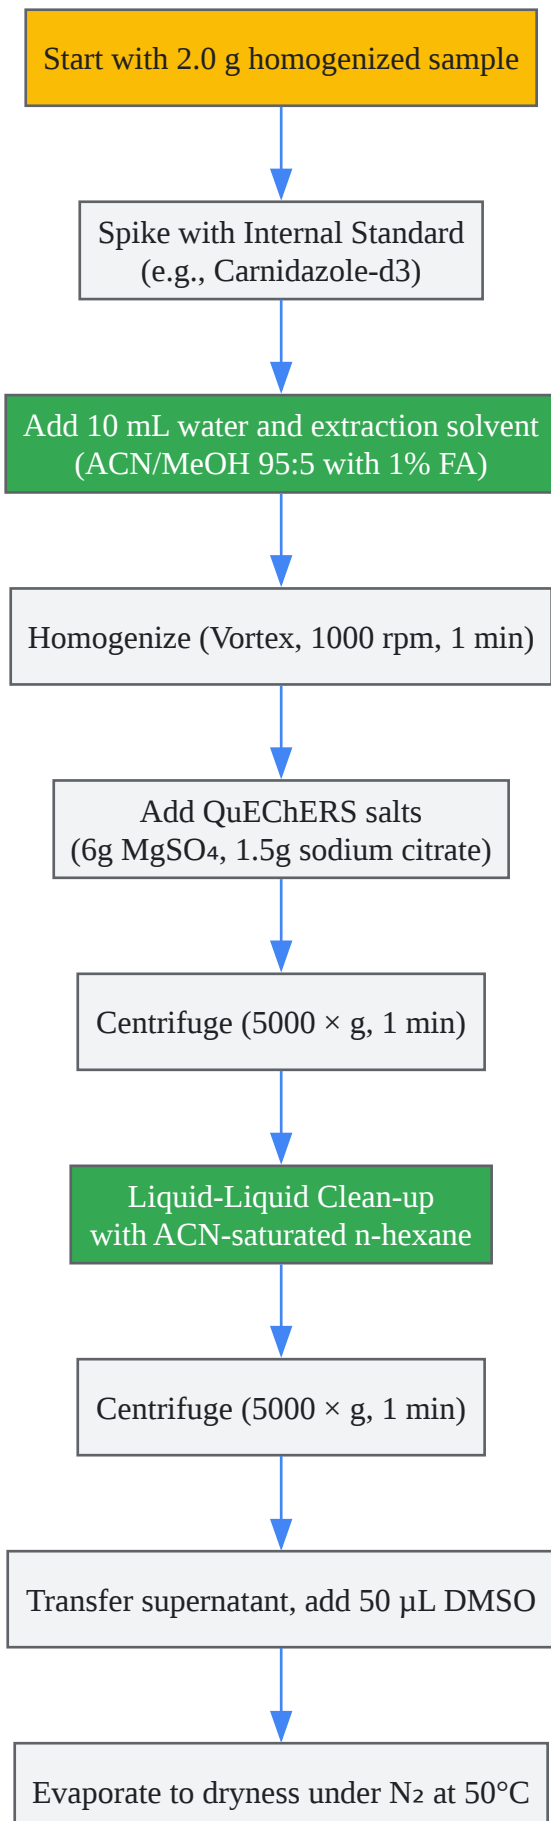 Start with 2.0 g homogenized sample
Spike with Internal Standard
(e.g., Carnidazole-d3)
Add 10 mL water and extraction solvent
(ACN/MeOH 95:5 with 1% FA)
Homogenize (Vortex, 1000 rpm, 1 min)
Add QuEChERS salts
(6g MgSO₄, 1.5g sodium citrate)
Centrifuge (5000 × g, 1 min)
Liquid-Liquid Clean-up
with ACN-saturated n-hexane
Centrifuge (5000 × g, 1 min)
Transfer supernatant, add 50 µL DMSO
Evaporate to dryness under N₂ at 50°C